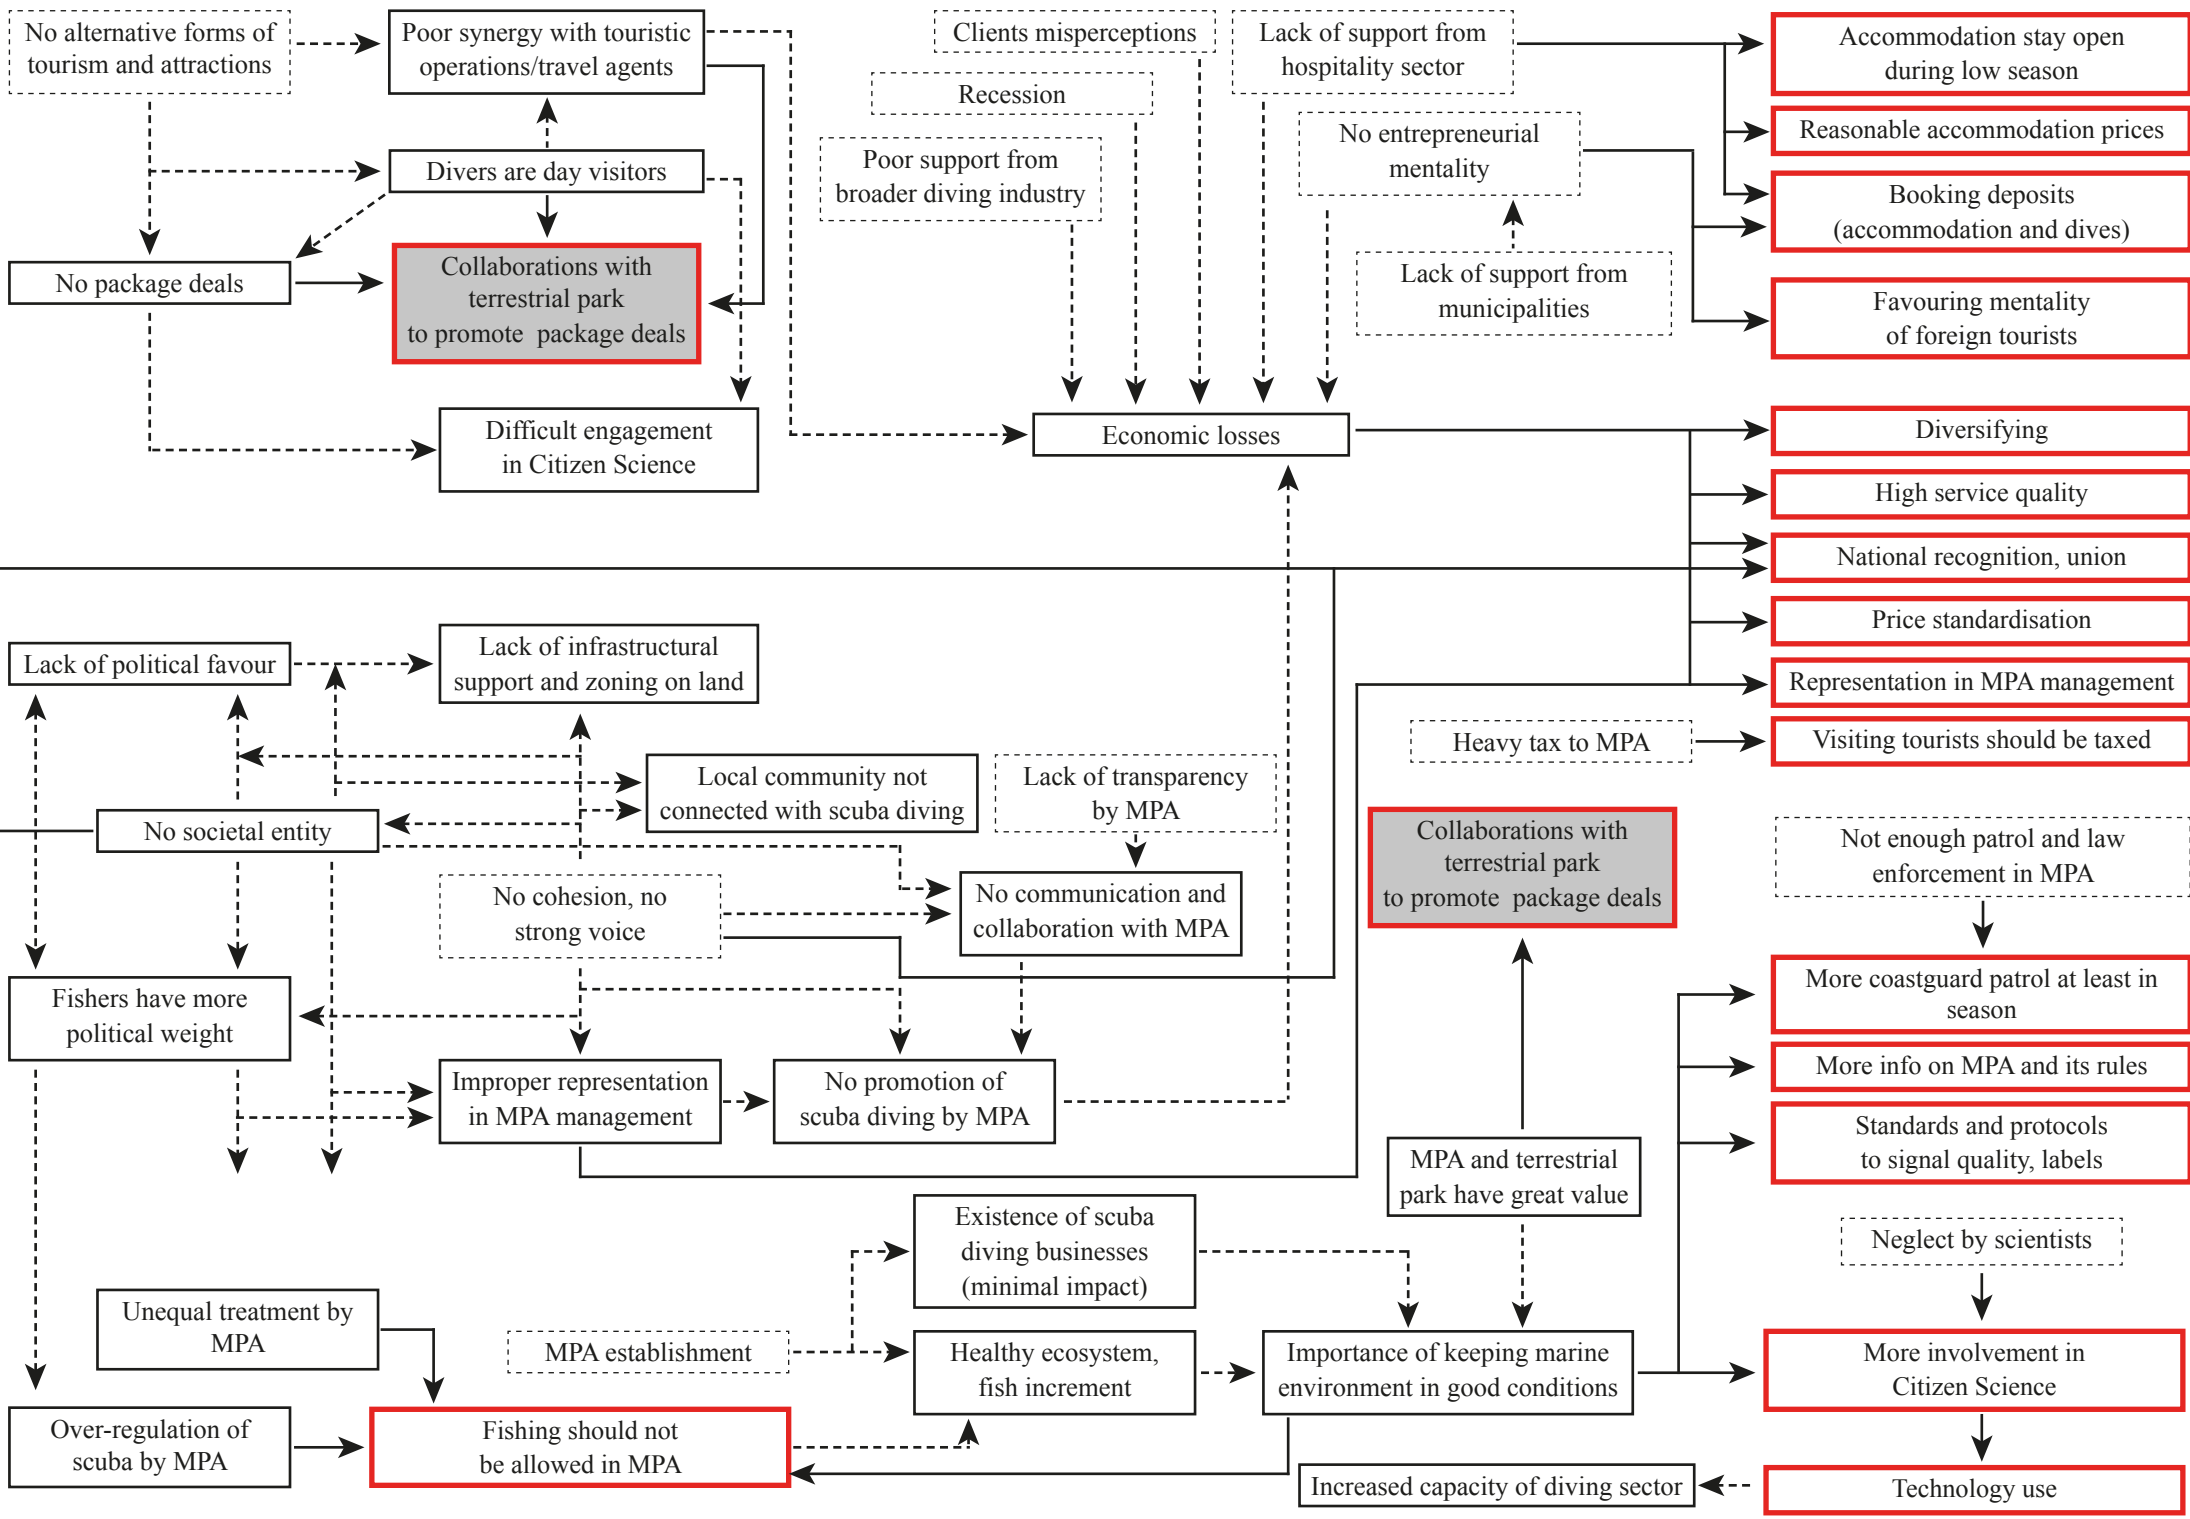 No alternative forms of
tourism and attractions
Poor synergy with touristic
operations/travel agents
Clients misperceptions
Lack of support from
hospitality sector
Accommodation stay open
during low season
Recession
Reasonable accommodation prices
No entrepreneurial
mentality
Poor support from
broader diving industry
Divers are day visitors
Booking deposits
(accommodation and dives)
No package deals
Collaborations with
terrestrial park
to promote package deals
Lack of support from
municipalities
Favouring mentality
of foreign tourists
Difficult engagement
in Citizen Science
Economic losses
Diversifying
High service quality
National recognition, union
Price standardisation
Lack of political favour
Lack of infrastructural
support and zoning on land
Representation in MPA management
Heavy tax to MPA
Visiting tourists should be taxed
Local community not
connected with scuba diving
Lack of transparency
by MPA
No societal entity
Collaborations with
terrestrial park
to promote package deals
Not enough patrol and law
enforcement in MPA
No cohesion, no
strong voice
No communication and
collaboration with MPA
Fishers have more
political weight
More coastguard patrol at least in
season
More info on MPA and its rules
Improper representation
in MPA management
No promotion of
scuba diving by MPA
Standards and protocols
to signal quality, labels
MPA and terrestrial
park have great value
Existence of scuba
diving businesses
(minimal impact)
Neglect by scientists
Unequal treatment by
MPA
MPA establishment
Healthy ecosystem,
fish increment
Importance of keeping marine
environment in good conditions
More involvement in
Citizen Science
Over-regulation of
scuba by MPA
Fishing should not
be allowed in MPA
Increased capacity of diving sector
Technology use